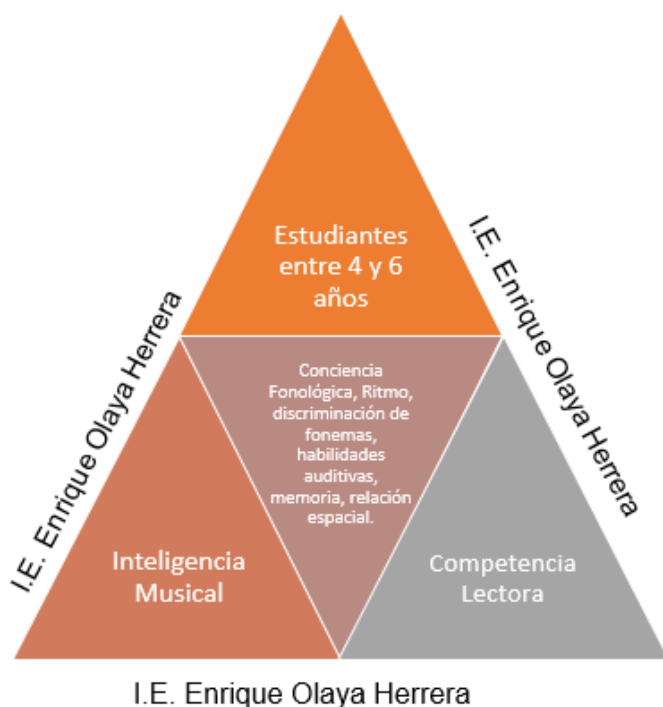 Estudiantes
entre 4 y 6
años
I.E. Enrique Olaya Herrera
I.E. Enrique Olaya Herrera
Conciencia
Fonológica, Ritmo,
discriminación de
fonemas,
habilidades
auditivas,
memoria, relación
espacial.
Inteligencia
Musical
Competencia
Lectora
I.E. Enrique Olaya Herrera